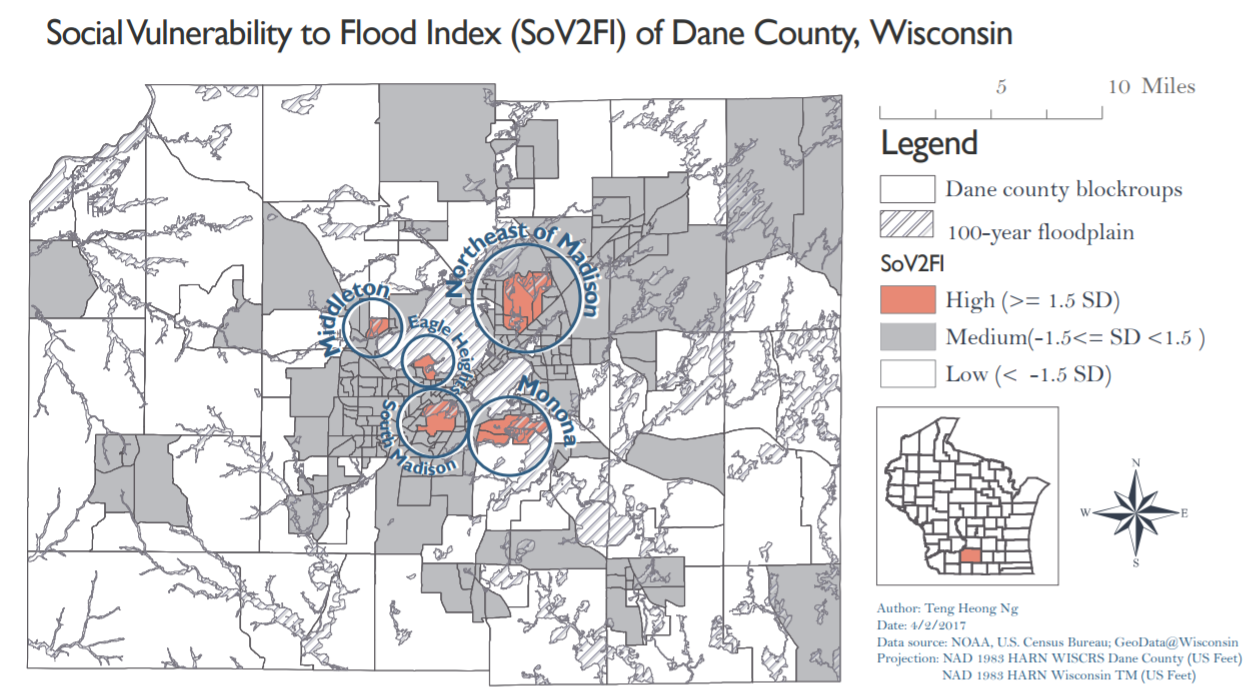 Social Vulnerability to Flood Index (SoV2FI) of Dane County, Wisconsin
5 10 Miles
Legend
Dane county blockroups
100-year floodplain
SoV2FI
High (>= 1.5 SD)
Medium(-1.5<= SD <1.5 )
Low (< -1.5 SD)
Northeast of Madison
Middleton
Eagle Heights
Monona
South Madison
N
W E
S
Author: Teng Heong Ng
Date: 4/2/2017
Data source: NOAA, U.S. Census Bureau; GeoData@Wisconsin
Projection: NAD 1983 HARN WISCRS Dane County (US Feet)
NAD 1983 HARN Wisconsin TM (US Feet)